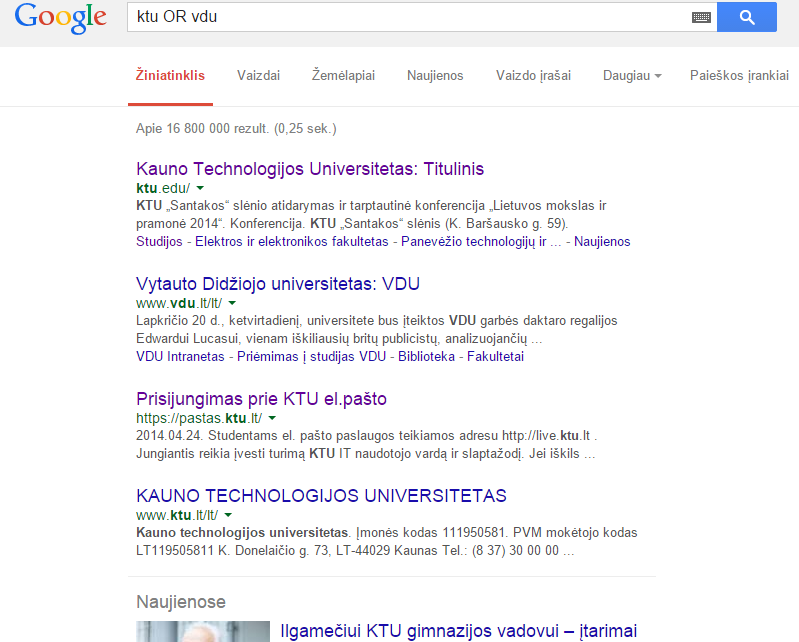 Google
ktu OR vdu
Žiniatinklis Vaizdai Žemėlapiai Naujienos Vaizdo įrašai Daugiau Paieškos įrankiai
Apie 16 800 000 rezult. (0,25 sek.)
Kauno Technologijos Universitetas: Titulinis
ktu.edu/
KTU „Santakos“ slėnio atidarymas ir tarptautinė konferencija „Lietuvos mokslas ir
pramonė 2014“. Konferencija. KTU „Santakos“ slėnis (K. Baršausko g. 59).
Studijos - Elektros ir elektronikos fakultetas - Panevėžio technologijų ir ... - Naujienos
Vytauto Didžiojo universitetas: VDU
www.vdu.lt/lt/
Lapkričio 20 d., ketvirtadienį, universitete bus įteiktos VDU garbės daktaro regalijos
Edwardui Lucasui, vienam iškiliausių britų publicistų, analizuojančių ...
VDU Intranetas - Priėmimas į studijas VDU - Biblioteka - Fakultetai
Prisijungimas prie KTU el.pašto
https://pastas.ktu.lt/
2014.04.24. Studentams el. pašto paslaugos teikiamos adresu http://live.ktu.lt .
Jungiantis reikia įvesti turimą KTU IT naudotojo vardą ir slaptažodį. Jei iškils ...
KAUNO TECHNOLOGIJOS UNIVERSITETAS
www.ktu.lt/lt/
Kauno technologijos universitetas. Įmonės kodas 111950581. PVM mokėtojo kodas
LT119505811 K. Donelaičio g. 73, LT-44029 Kaunas Tel.: (8 37) 30 00 00 ...
Naujienose
Ilgamečiui KTU gimnazijos vadovui – įtarimai